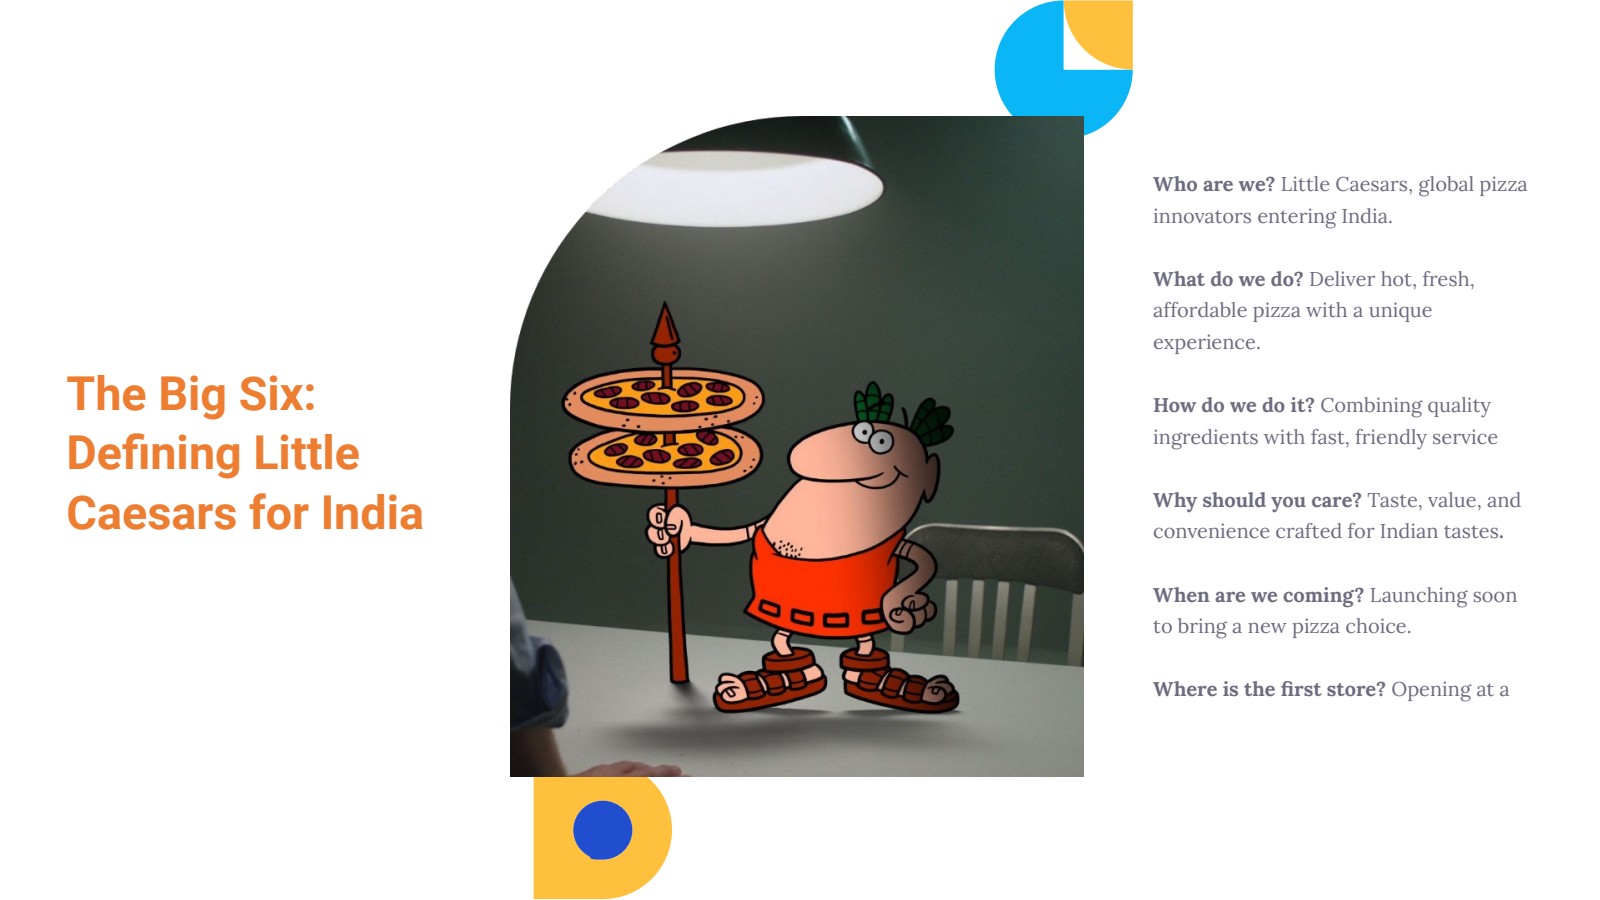 The Big Six:
Defining Little
Caesars for India
Who are we? Little Caesars, global pizza
innovators entering India.
What do we do? Deliver hot, fresh,
affordable pizza with a unique
experience.
How do we do it? Combining quality
ingredients with fast, friendly service
Why should you care? Taste, value, and
convenience crafted for Indian tastes.
When are we coming? Launching soon
to bring a new pizza choice.
Where is the first store? Opening at a